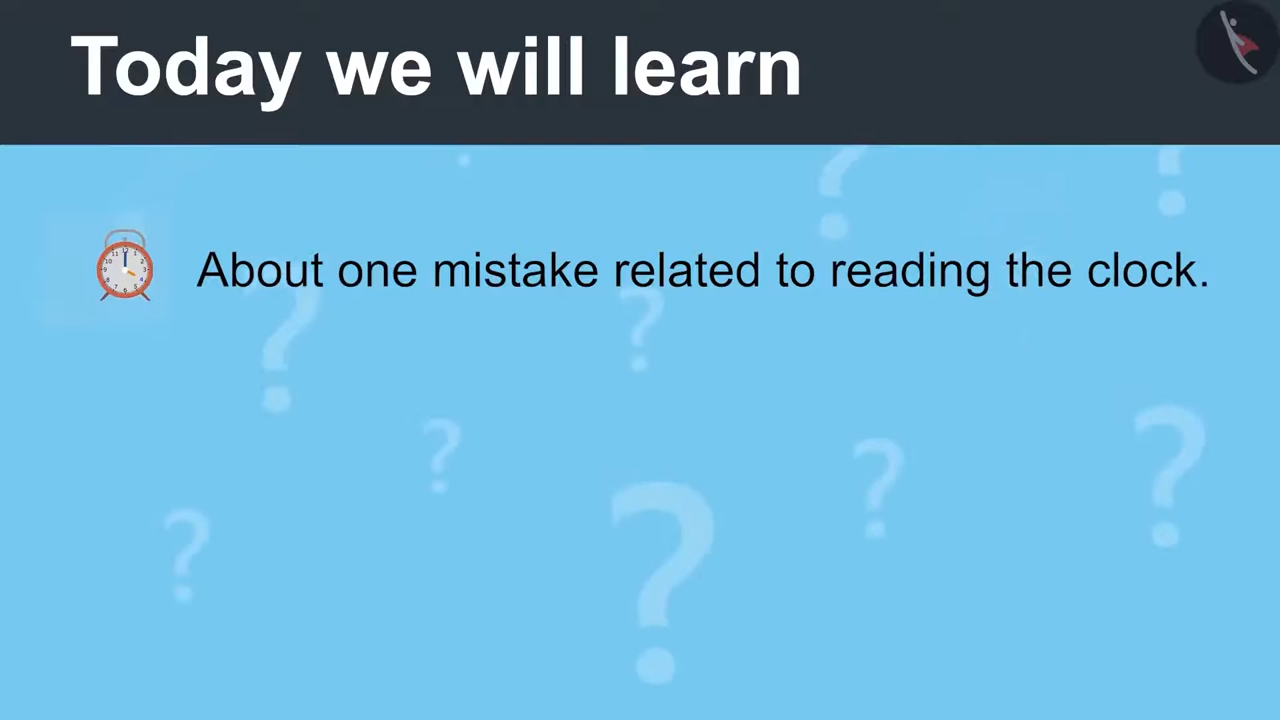 Today we will learn
About one mistake related to reading the clock.